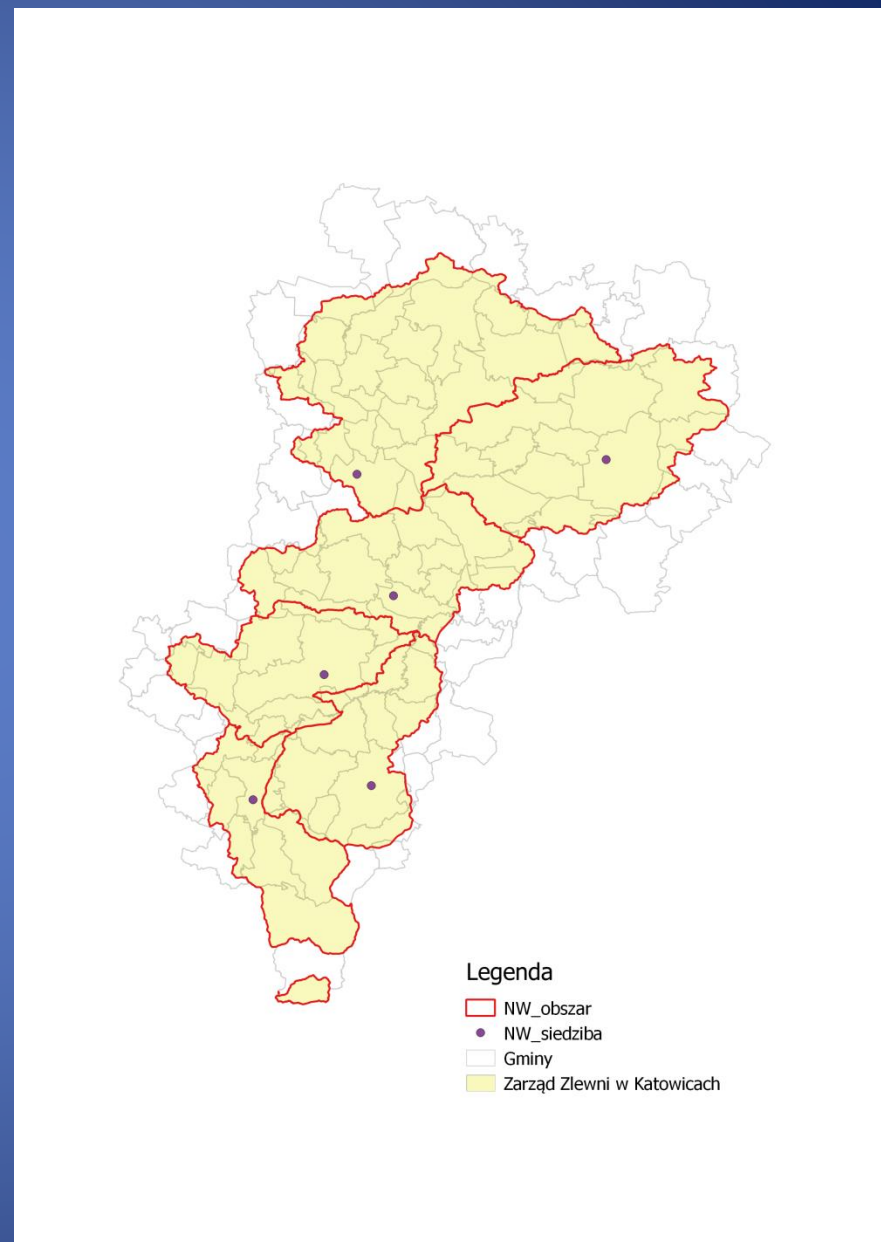 Legenda
NW_obszar
NW_siedziba
Gminy
Zarząd Zlewni w Katowicach